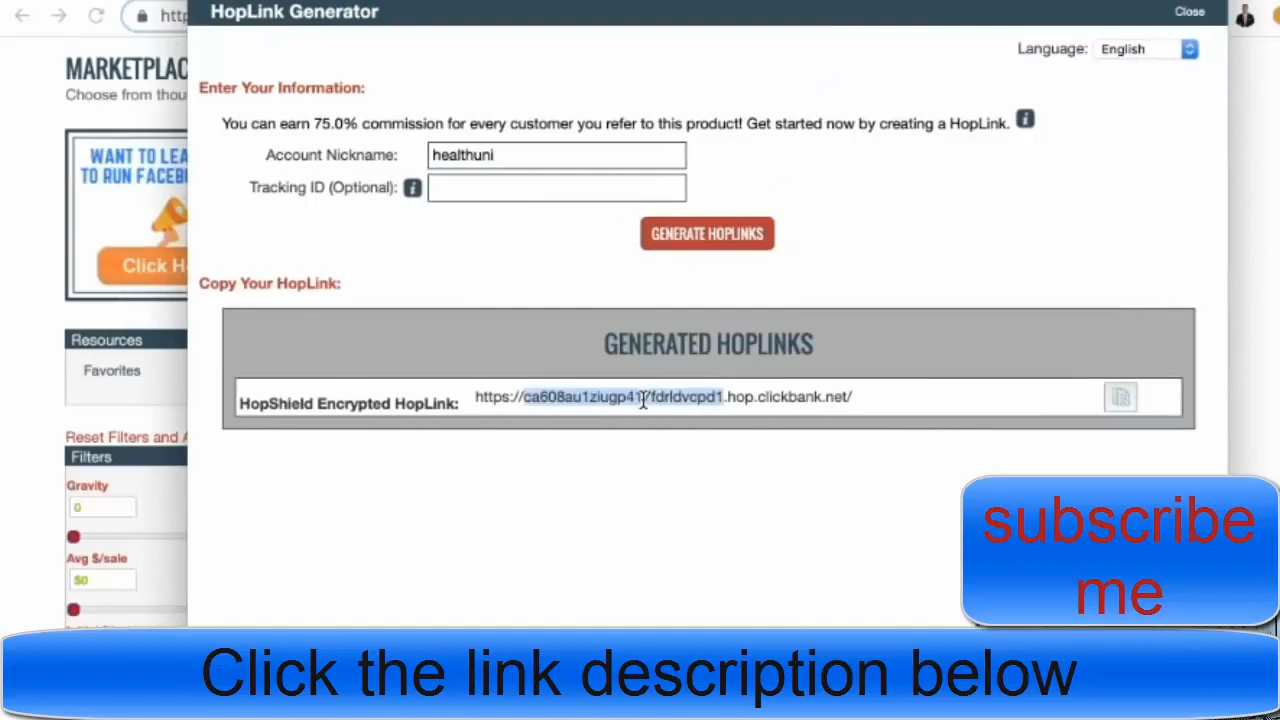 HopLink Generator
Close
http
Language: English
MARKETPLAC
Choose from thou
Enter Your Information:
You can earn 75.0% commission for every customer you refer to this product! Get started now by creating a HopLink.
Account Nickname: healthuni
Tracking ID (Optional):
WANT TO LEA
TO RUN FACEB
Click H
GENERATE HOPLINKS
Copy Your HopLink:
GENERATED HOPLINKS
HopShield Encrypted HopLink:
.hop.clickbank.net/
Resources
Favorites
Reset Filters and A
Filters
Gravity
0
Avg $/sale
$0
subscribe
me
Click the link description below